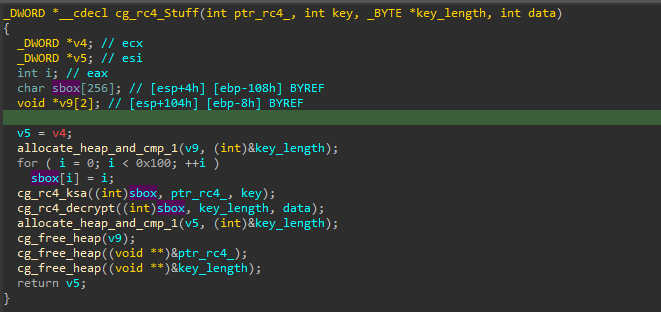 _DWORD *__cdecl cg_rc4_Stuff(int ptr_rc4_, int key, _BYTE *key_length, int data)
{
_DWORD *v4; // ecx
_DWORD *v5; // esi
int i; // eax
char sbox[256]; // [esp+4h] [ebp-108h] BYREF
void *v9[2]; // [esp+104h] [ebp-8h] BYREF
v5 = v4;
allocate_heap_and_cmp_1(v9, (int)&key_length);
for ( i = 0; i < 0x100; ++i )
sbox[i] = i;
cg_rc4_ksa((int)sbox, ptr_rc4_, key);
cg_rc4_decrypt((int)sbox, key_length, data);
allocate_heap_and_cmp_1(v5, (int)&key_length);
cg_free_heap(v9);
cg_free_heap((void **)&ptr_rc4_);
cg_free_heap((void **)&key_length);
return v5;
}